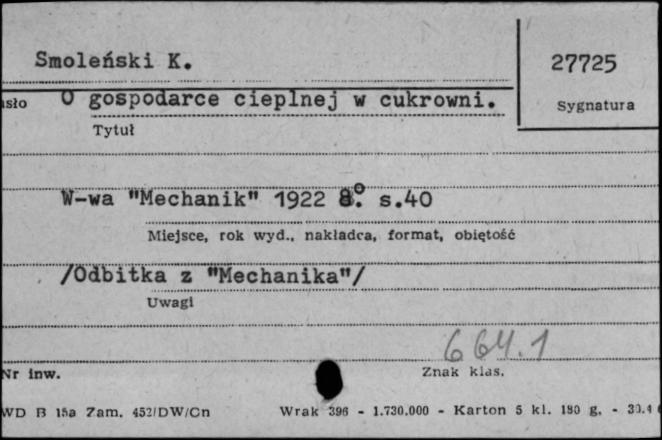 Smoleński K.
27725
O gospodarce cieplnej w cukrowni.
Sygnatura
Tytuł
W-wa "Mechanik" 1922 8º. s.40
Miejsce, rok wyd., nakładca, format, objętość
/Odbitka z "Mechanika"/
Uwagi
664.1
Nr inw.
Znak klas.
WD B 15a Zam. 452/DW/Cn Wrak 396 - 1.730.000 - Karton 5 kl. 180 g. -